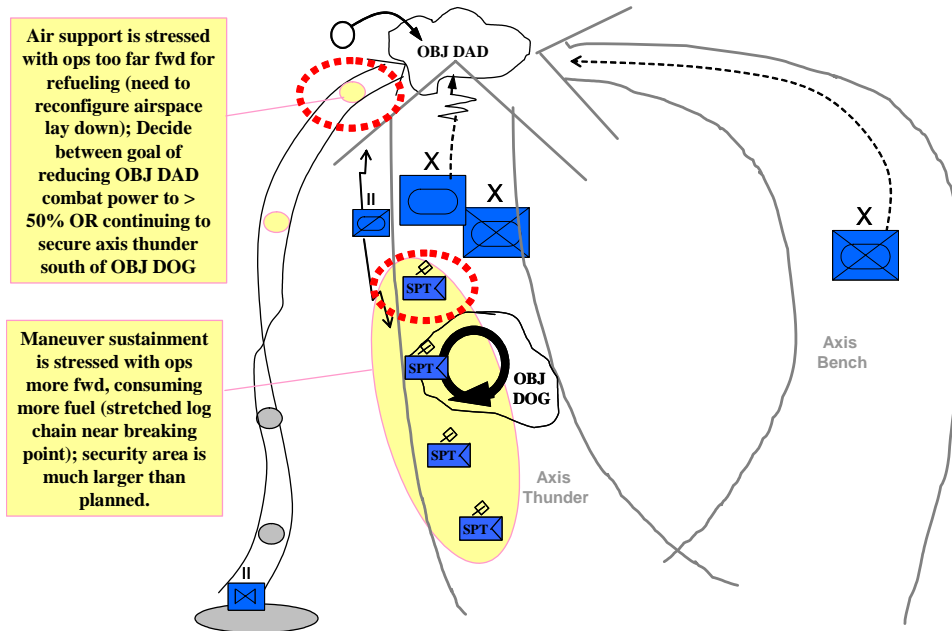 Air support is stressed
with ops too far fwd for
refueling (need to
reconfigure airspace
lay down); Decide
between goal of
reducing OBJ DAD
combat power to >
50% OR continuing to
secure axis thunder
south of OBJ DOG
OBJ DAD
X
X
II
X
SPT
Maneuver sustainment
is stressed with ops
more fwd, consuming
more fuel (stretched log
chain near breaking
point); security area is
much larger than
planned.
SPT
OBJ
DOG
Axis
Bench
SPT
Axis
Thunder
SPT
II